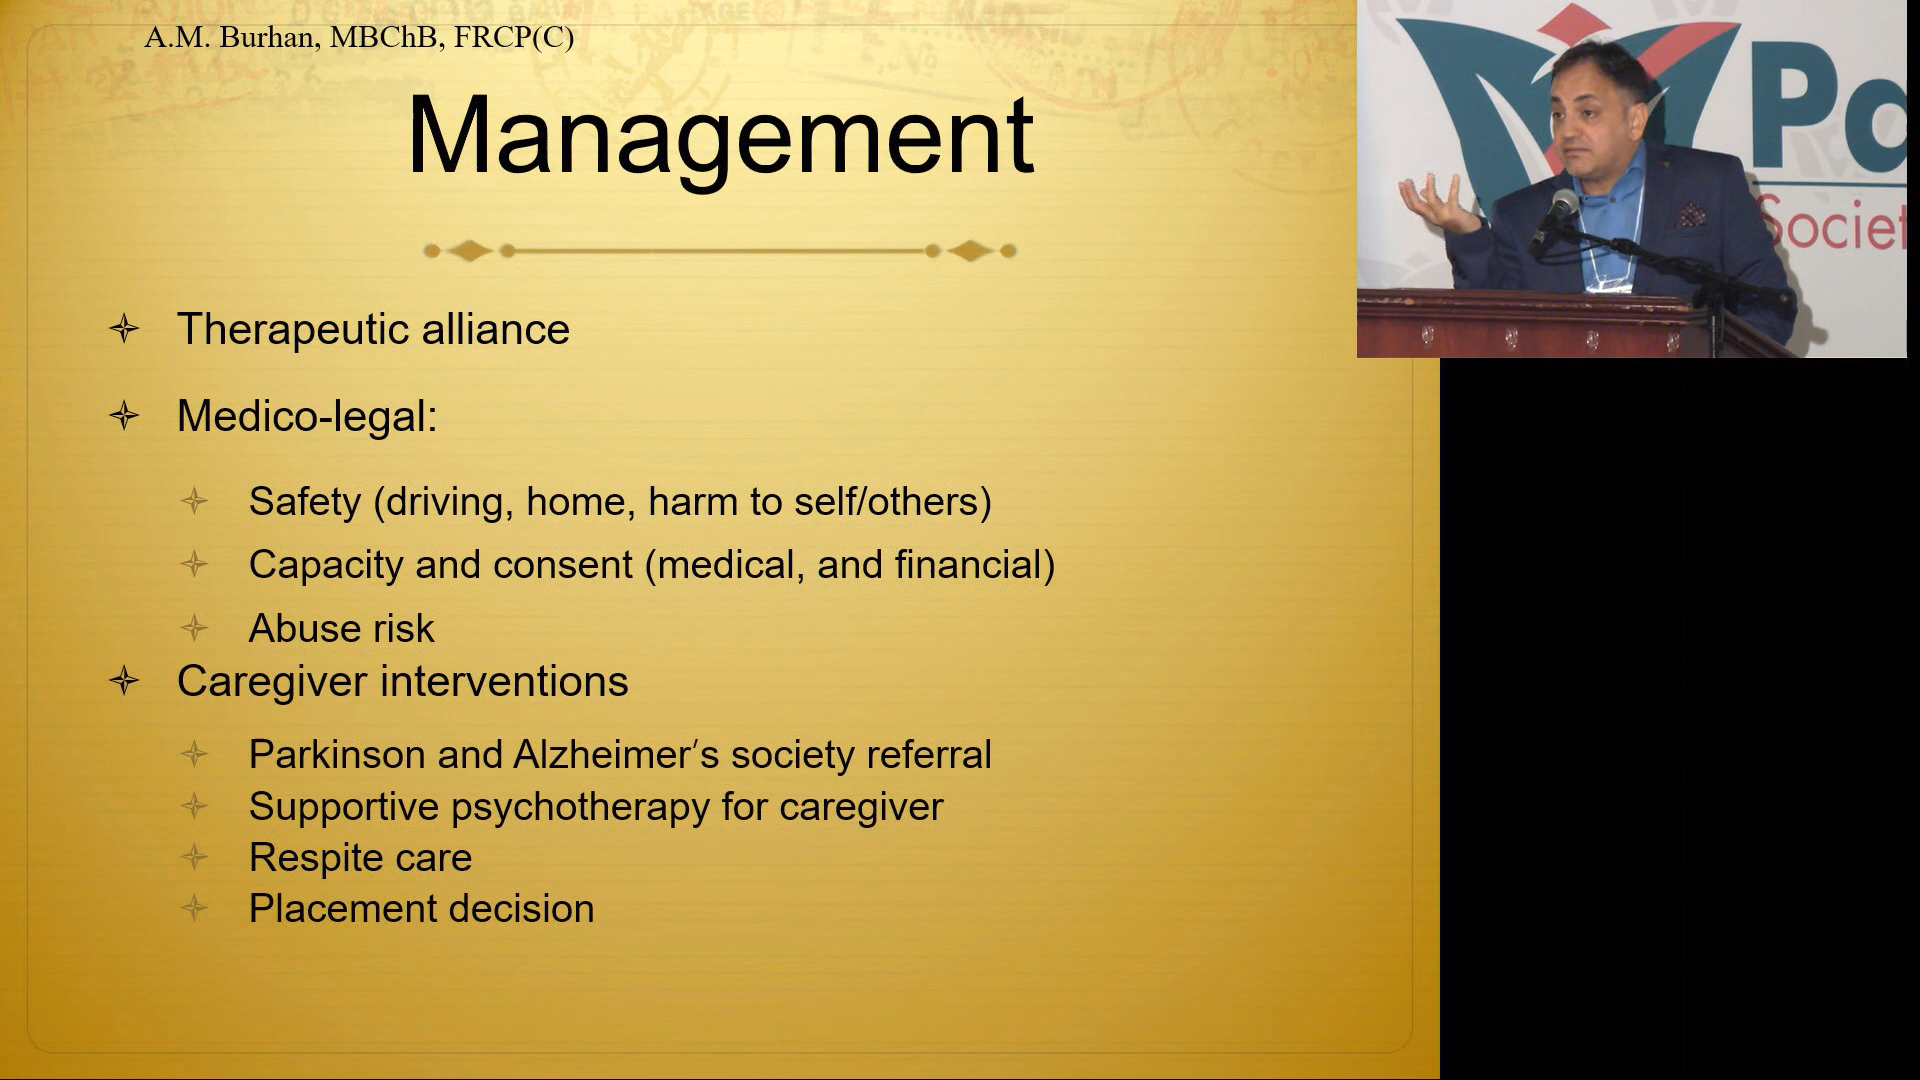 A.M. Burhan, MBChB, FRCP(C)
Management
Therapeutic alliance
Medico-legal:
Safety (driving, home, harm to self/others)
Capacity and consent (medical, and financial)
Abuse risk
Caregiver interventions
Parkinson and Alzheimer's society referral
Supportive psychotherapy for caregiver
Respite care
Placement decision
Pa
Societ